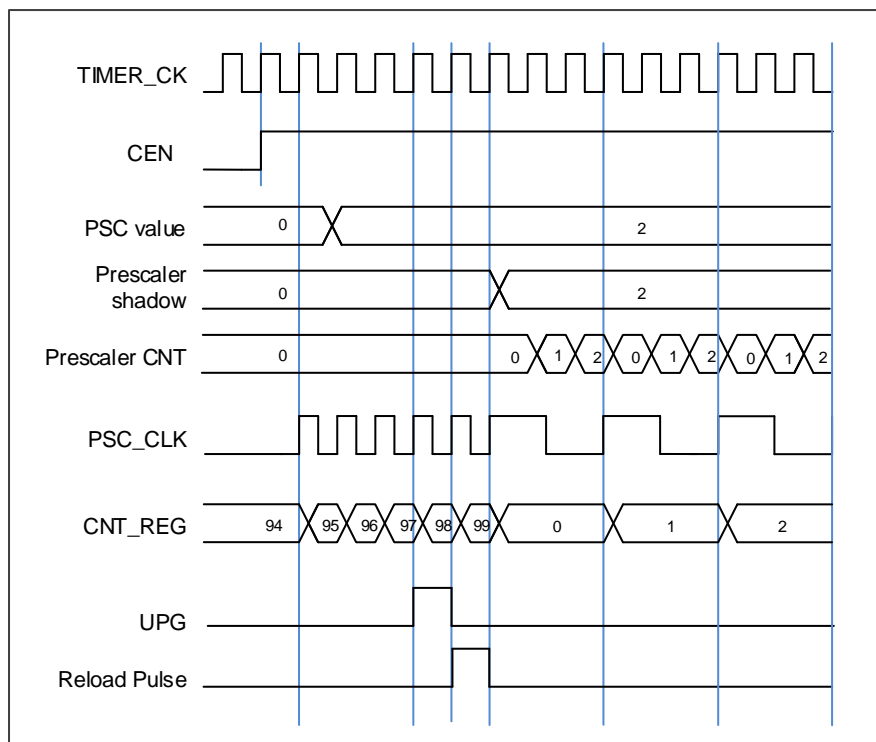 TIMER_CK
CEN
PSC value 0 2
Prescaler
shadow 0 2
Prescaler CNT 0 0 1 2 0 1 2 0 1 2
PSC_CLK
CNT_REG 94 95 96 97 98 99 0 1 2
UPG
Reload Pulse